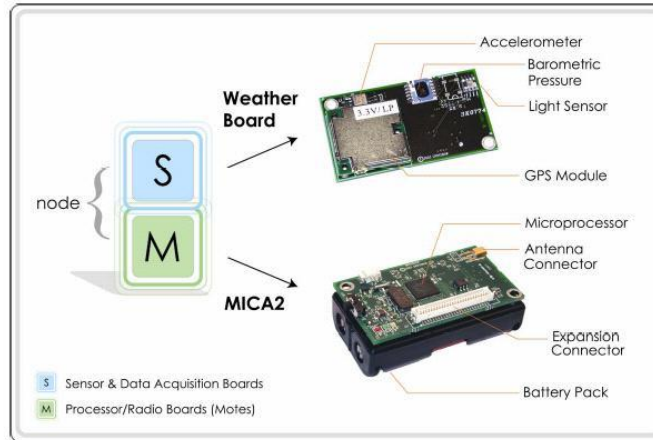 Accelerometer
Barometric
Pressure
Light Sensor
Weather
Board
3.3V/LP
GPS Module
node
S
M
Microprocessor
Antenna
Connector
MICA2
Expansion
Connector
Battery Pack
S Sensor & Data Acquisition Boards
M Processor/Radio Boards (Motes)